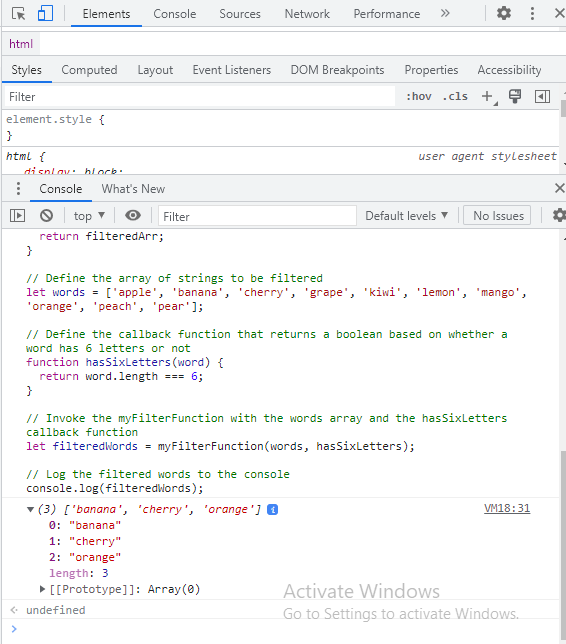 Elements Console Sources Network Performance »
html
Styles Computed Layout Event Listeners DOM Breakpoints Properties Accessibility
Filter :hov .cls +
element.style {
}
html { user agent stylesheet
display: block;
Console What's New
top ▼ Filter Default levels ▼ No Issues
return filteredArr;
}
// Define the array of strings to be filtered
let words = ['apple', 'banana', 'cherry', 'grape', 'kiwi', 'lemon', 'mango',
'orange', 'peach', 'pear'];
// Define the callback function that returns a boolean based on whether a
word has 6 letters or not
function hasSixLetters(word) {
return word.length === 6;
}
// Invoke the myFilterFunction with the words array and the hasSixLetters
callback function
let filteredWords = myFilterFunction(words, hasSixLetters);
// Log the filtered words to the console
console.log(filteredWords);
▼ (3) ['banana', 'cherry', 'orange'] i VM18:31
0: "banana"
1: "cherry"
2: "orange"
length: 3
▶ [[Prototype]]: Array(0)
undefined
Activate Windows
Go to Settings to activate Windows.